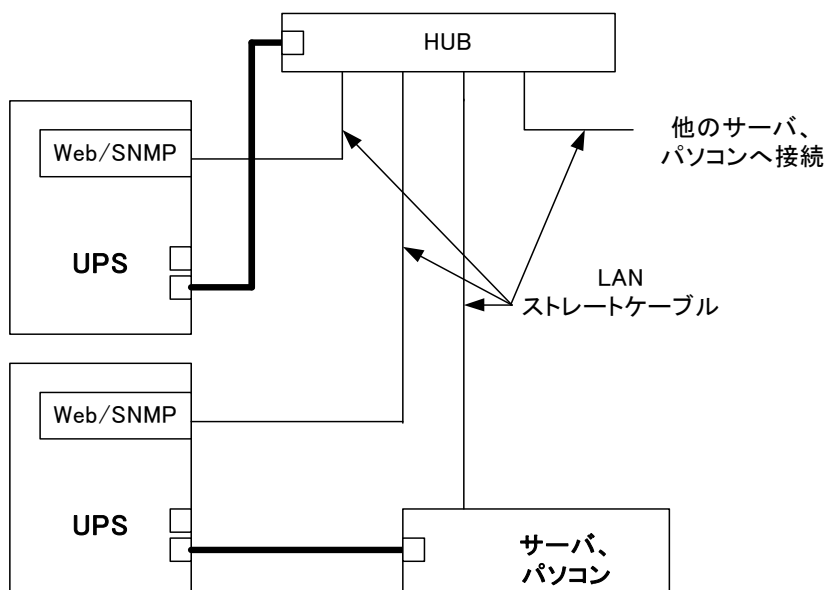 HUB
Web/SNMP
UPS
他のサーバ、
パソコンへ接続
LAN
ストレートケーブル
Web/SNMP
UPS
サーバ、
パソコン